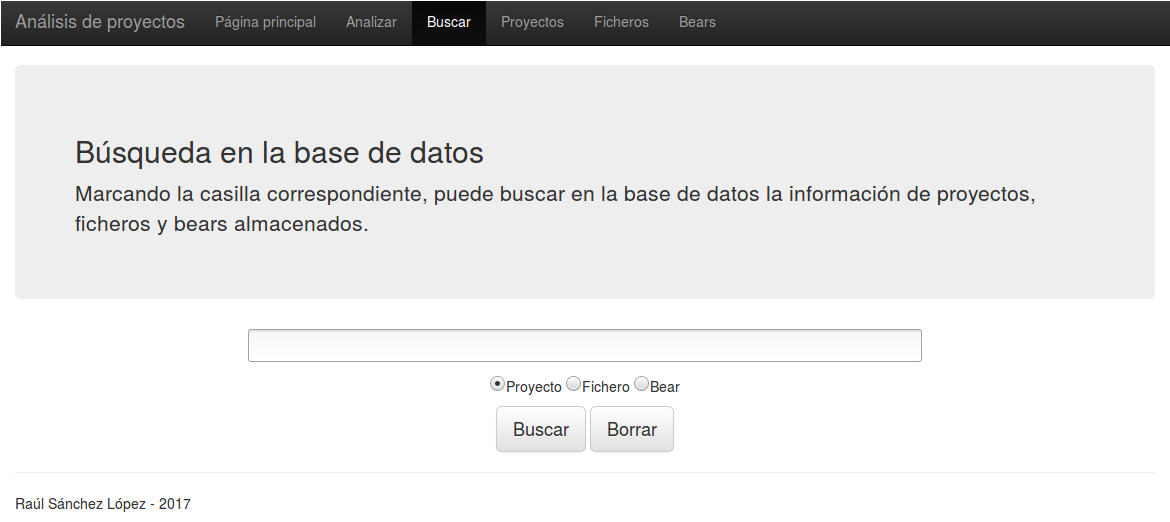 Análisis de proyectos Página principal Analizar Buscar Proyectos Ficheros Bears
Búsqueda en la base de datos
Marcando la casilla correspondiente, puede buscar en la base de datos la información de proyectos,
ficheros y bears almacenados.
Proyecto Fichero Bear
Buscar Borrar
Raúl Sánchez López - 2017